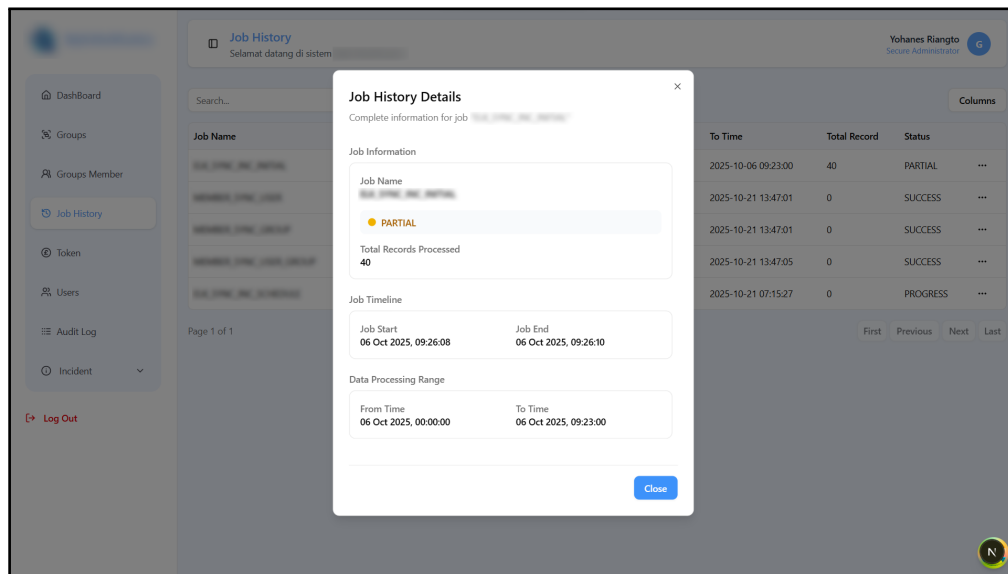 Job History
Selamat datang di sistem
Yohanes Riangto
Secure Administrator
G
DashBoard
Groups
Groups Member
Job History
Token
Users
Audit Log
Incident
Log Out
Search...
Columns
Job Name
To Time
Total Record
Status
2025-10-06 09:23:00 40 PARTIAL ...
2025-10-21 13:47:01 0 SUCCESS ...
2025-10-21 13:47:01 0 SUCCESS ...
2025-10-21 13:47:05 0 SUCCESS ...
2025-10-21 07:15:27 0 PROGRESS ...
Page 1 of 1
First Previous Next Last
Job History Details
Complete information for job
Job Information
Job Name
PARTIAL
Total Records Processed
40
Job Timeline
Job Start Job End
06 Oct 2025, 09:26:08 06 Oct 2025, 09:26:10
Data Processing Range
From Time To Time
06 Oct 2025, 00:00:00 06 Oct 2025, 09:23:00
Close
N